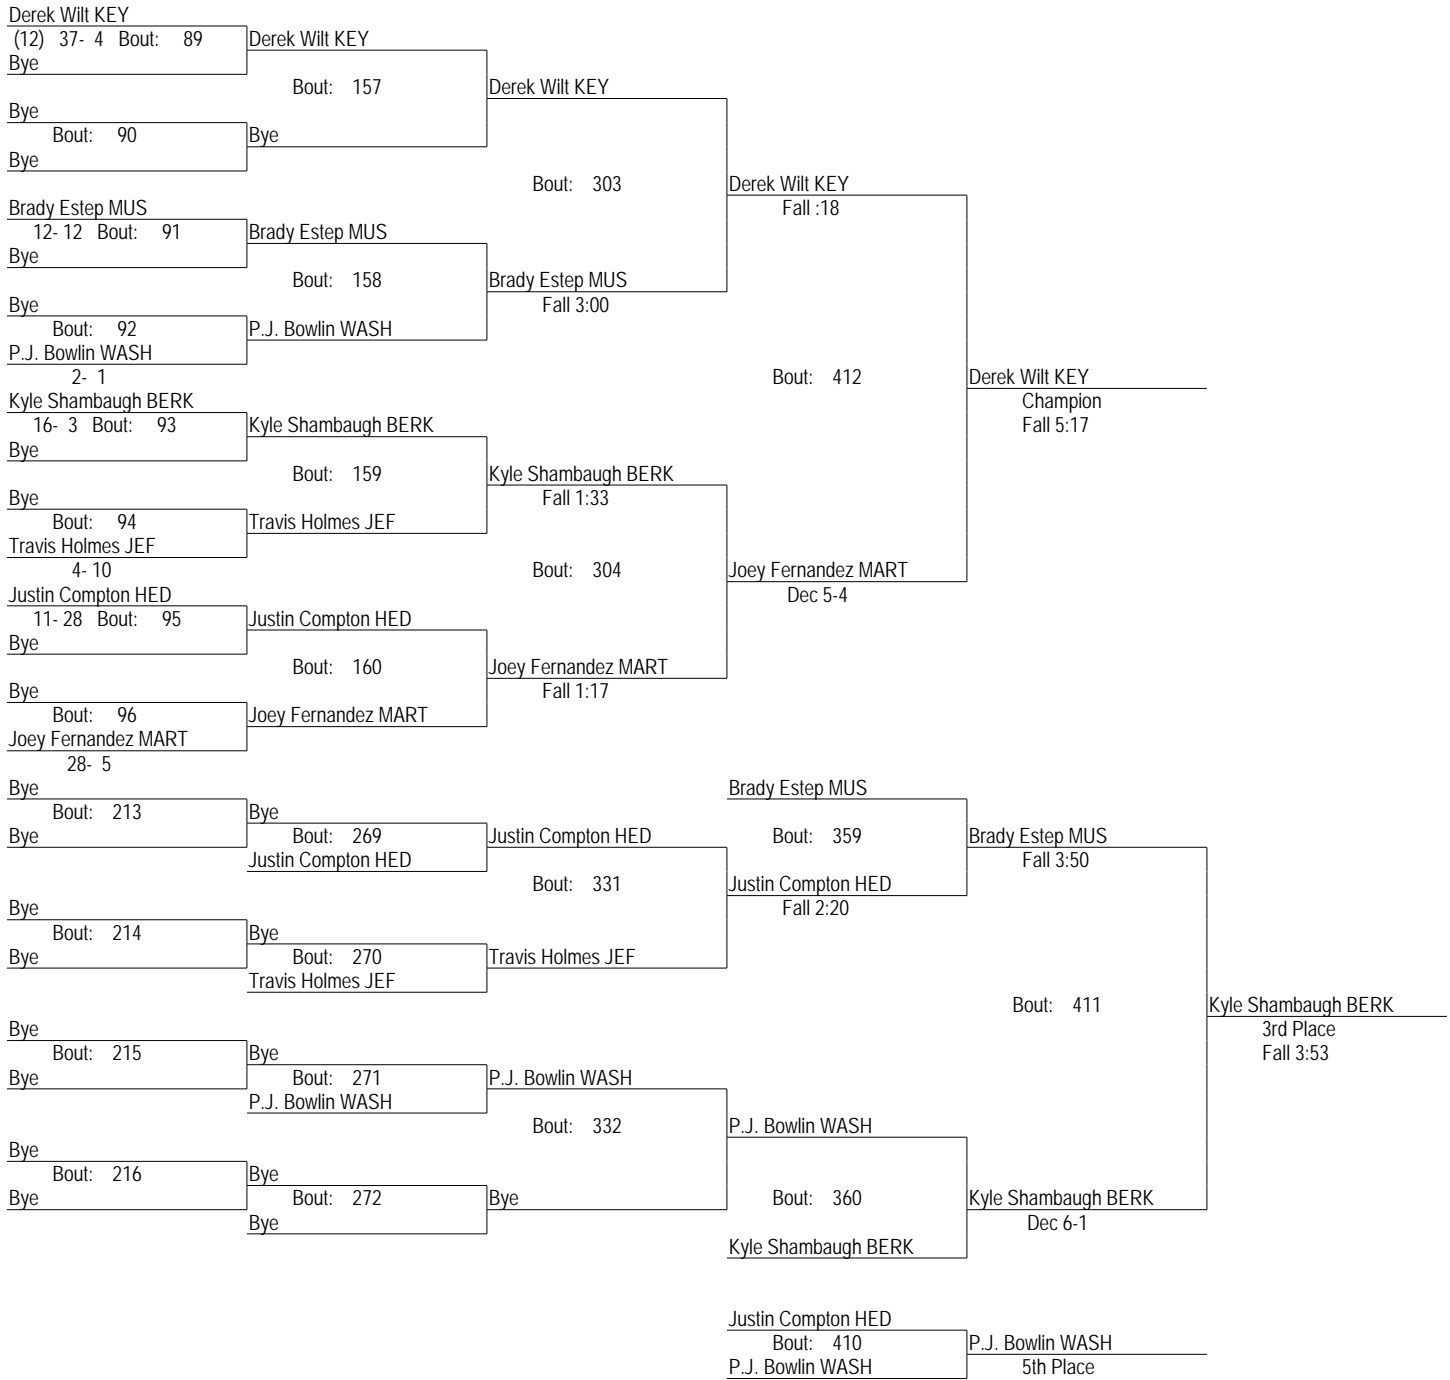 Derek Wilt KEY
(12) 37- 4 Bout: 89 Derek Wilt KEY
Bye
Bout: 157 Derek Wilt KEY
Bye
Bout: 90 Bye
Bye
Bout: 303 Derek Wilt KEY
Fall :18
Brady Estep MUS
12- 12 Bout: 91 Brady Estep MUS
Bye
Bout: 158 Brady Estep MUS
Fall 3:00
Bye
Bout: 92 P.J. Bowlin WASH
P.J. Bowlin WASH
2- 1
Bout: 412 Derek Wilt KEY
Champion
Fall 5:17
Kyle Shambaugh BERK
16- 3 Bout: 93 Kyle Shambaugh BERK
Bye
Bout: 159 Kyle Shambaugh BERK
Fall 1:33
Bye
Bout: 94 Travis Holmes JEF
Travis Holmes JEF
4- 10
Bout: 304 Joey Fernandez MART
Dec 5-4
Justin Compton HED
11- 28 Bout: 95 Justin Compton HED
Bye
Bout: 160 Joey Fernandez MART
Fall 1:17
Bye
Bout: 96 Joey Fernandez MART
Joey Fernandez MART
28- 5
Bye
Bout: 213 Bye
Bye
Bout: 269 Justin Compton HED
Justin Compton HED
Brady Estep MUS
Bout: 359 Brady Estep MUS
Fall 3:50
Bout: 331 Justin Compton HED
Fall 2:20
Bye
Bout: 214 Bye
Bye
Bout: 270 Travis Holmes JEF
Travis Holmes JEF
Bout: 411 Kyle Shambaugh BERK
3rd Place
Fall 3:53
Bye
Bout: 215 Bye
Bye
Bout: 271 P.J. Bowlin WASH
P.J. Bowlin WASH
Bout: 332 P.J. Bowlin WASH
Bye
Bout: 216 Bye
Bye
Bout: 272 Bye
Bye
Bout: 360 Kyle Shambaugh BERK
Dec 6-1
Kyle Shambaugh BERK
Justin Compton HED
Bout: 410 P.J. Bowlin WASH
P.J. Bowlin WASH
5th Place